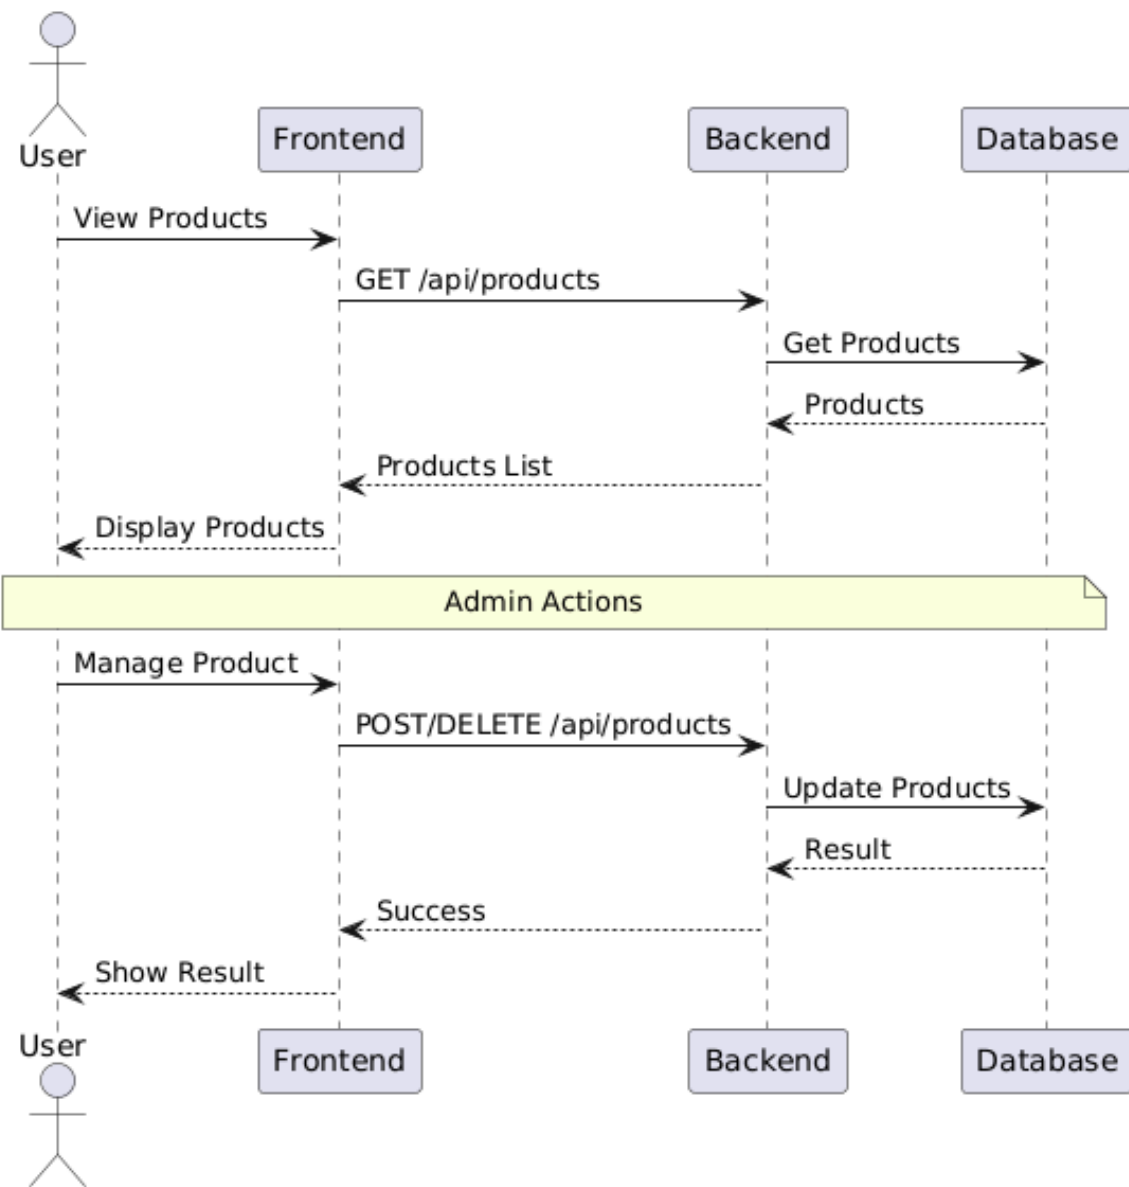 User
Frontend
Backend
Database
View Products
GET /api/products
Get Products
Products
Products List
Display Products
Admin Actions
Manage Product
POST/DELETE /api/products
Update Products
Result
Success
Show Result
User
Frontend
Backend
Database